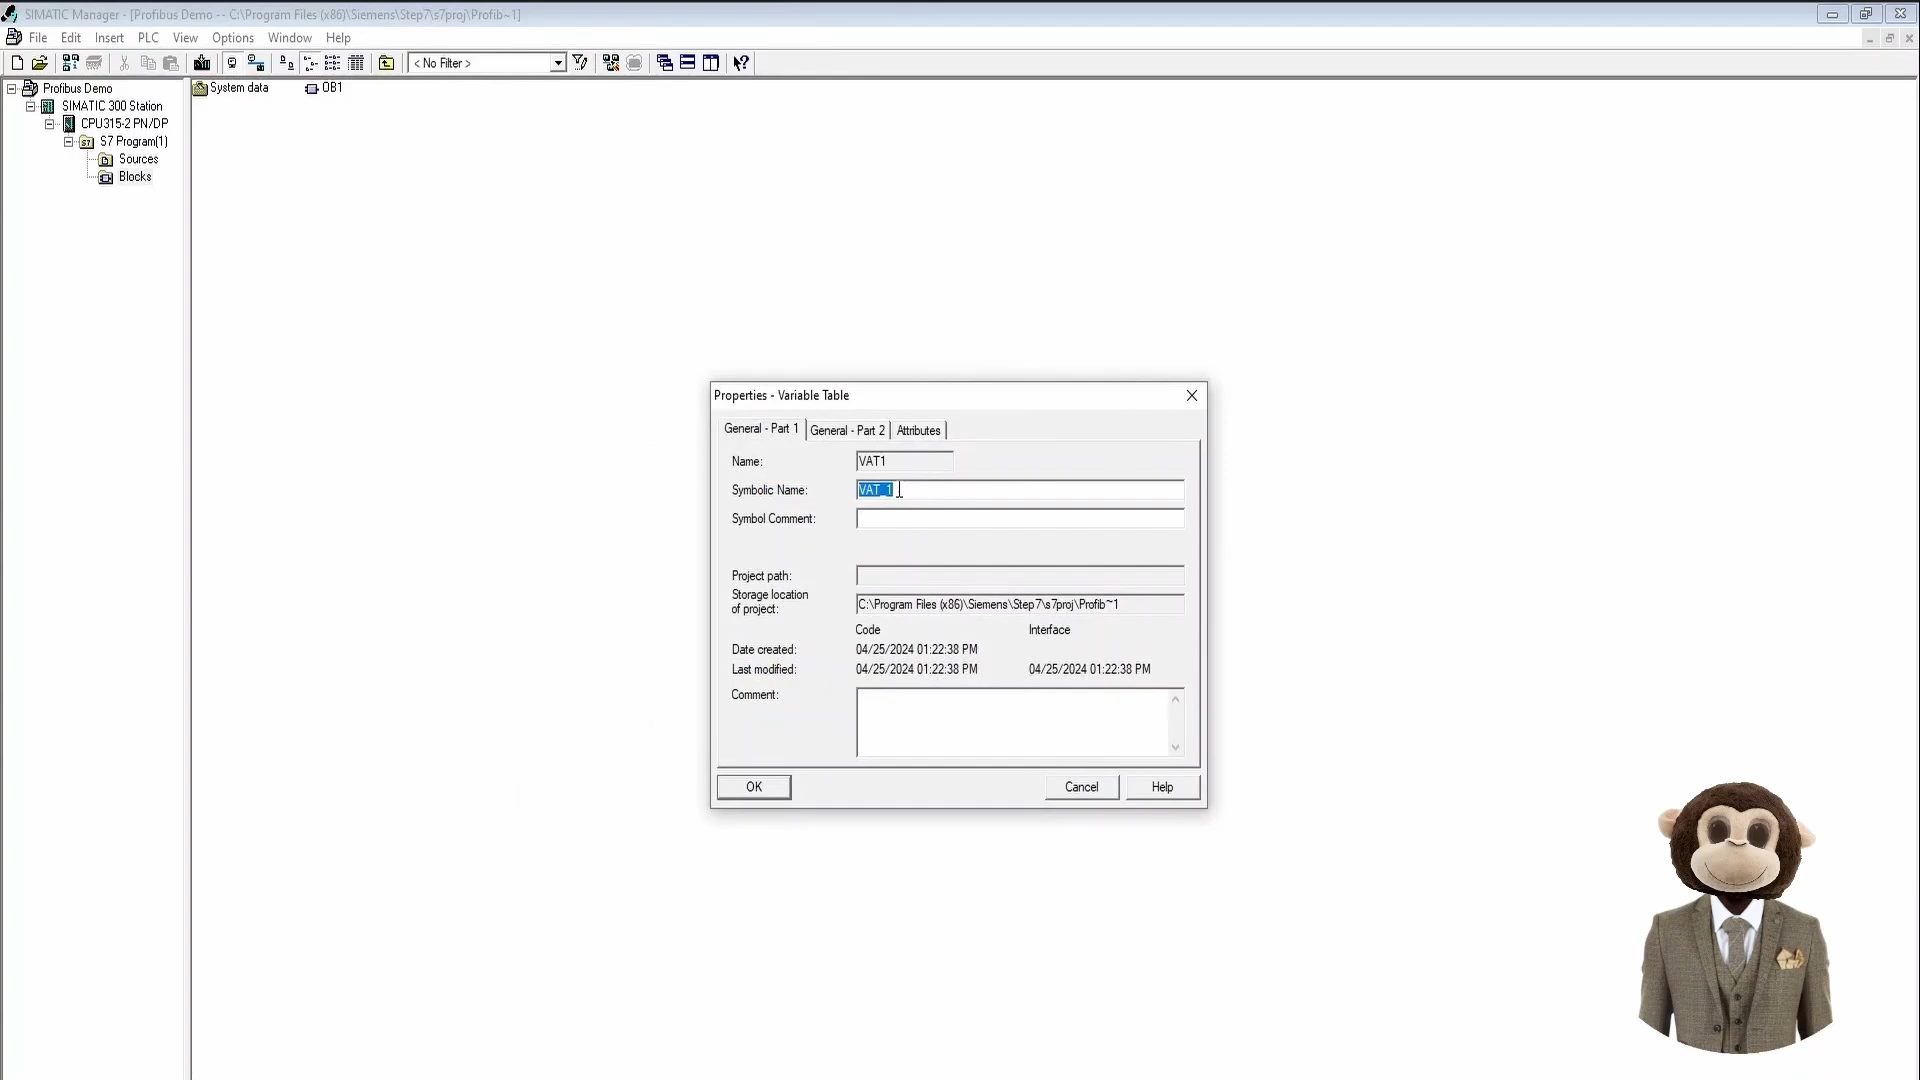 SIMATIC Manager - [Profibus Demo -- C:\Program Files (x86)\Siemens\Step7\s7proj\Profib~1]
File Edit Insert PLC View Options Window Help
< No Filter >
Profibus Demo
SIMATIC 300 Station
CPU315-2 PN/DP
S7 Program(1)
Sources
Blocks
System data
OB1
Properties - Variable Table
General - Part 1
General - Part 2
Attributes
Name:
VAT1
Symbolic Name:
VAT_1
Symbol Comment:
Project path:
Storage location
of project:
C:\Program Files (x86)\Siemens\Step7\s7proj\Profib~1
Code
Interface
Date created:
04/25/2024 01:22:38 PM
Last modified:
04/25/2024 01:22:38 PM
04/25/2024 01:22:38 PM
Comment:
OK
Cancel
Help